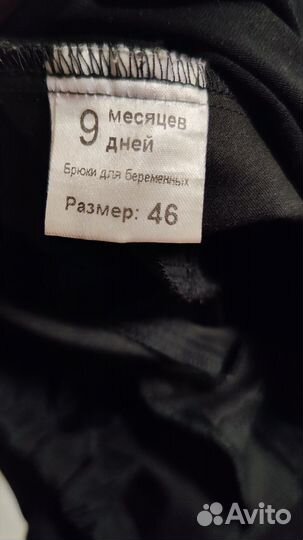 9 месяцев
дней
Брюки для беременных
Размер: 46
Avito